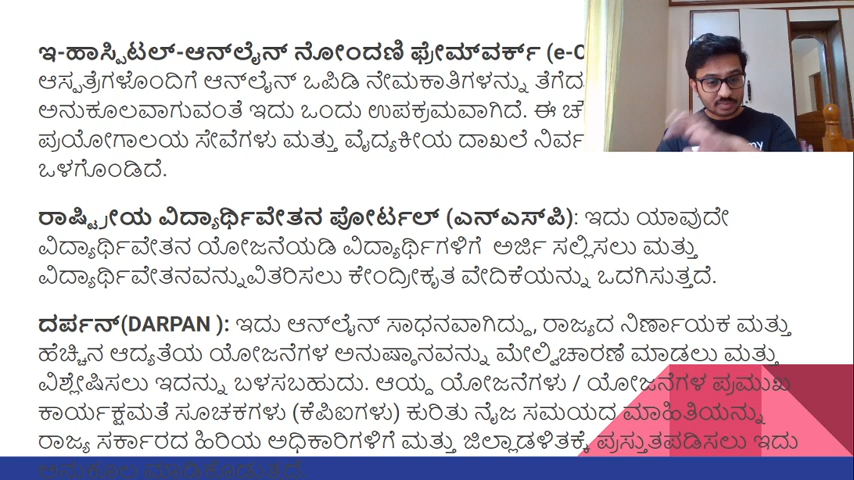 ಇ-ಹಾಸ್ಪಿಟಲ್-ಆನ್‌ಲೈನ್ ನೋಂದಣಿ ಫ್ರೇಮ್‌ವರ್ಕ್ (e-
ಆಸ್ಪತ್ರೆಗಳೊಂದಿಗೆ ಆನ್‌ಲೈನ್ ಒಪಿಡಿ ನೇಮಕಾತಿಗಳನ್ನು
ಅನುಕೂಲವಾಗುವಂತೆ ಇದು ಒಂದು ಉಪಕ್ರಮವಾಗಿದೆ. ಈ
ಪ್ರಯೋಗಾಲಯ ಸೇವೆಗಳು ಮತ್ತು ವೈದ್ಯಕೀಯ ದಾಖಲೆ
ಒಳಗೊಂಡಿದೆ.
ರಾಷ್ಟ್ರೀಯ ವಿದ್ಯಾರ್ಥಿವೇತನ ಪೋರ್ಟಲ್ (ಎನ್ಎಸ್‌ಪಿ): ಇದು ಯಾವುದೇ
ವಿದ್ಯಾರ್ಥಿವೇತನ ಯೋಜನೆಯಡಿ ವಿದ್ಯಾರ್ಥಿಗಳಿಗೆ ಅರ್ಜಿ ಸಲ್ಲಿಸಲು ಮತ್ತು
ವಿದ್ಯಾರ್ಥಿವೇತನವನ್ನುವಿತರಿಸಲು ಕೇಂದ್ರೀಕೃತ ವೇದಿಕೆಯನ್ನು ಒದಗಿಸುತ್ತದೆ.
ದರ್ಪನ್(DARPAN ): ಇದು ಆನ್‌ಲೈನ್ ಸಾಧನವಾಗಿದ್ದು, ರಾಜ್ಯದ ನಿರ್ಣಾಯಕ ಮತ್ತು
ಹೆಚ್ಚಿನ ಆದ್ಯತೆಯ ಯೋಜನೆಗಳ ಅನುಷ್ಠಾನವನ್ನು ಮೇಲ್ವಿಚಾರಣೆ ಮಾಡಲು ಮತ್ತು
ವಿಶ್ಲೇಷಿಸಲು ಇದನ್ನು ಬಳಸಬಹುದು. ಆಯ್ದ ಯೋಜನೆಗಳು / ಯೋಜನೆಗಳ ಪ್ರಮುಖ
ಕಾರ್ಯಕ್ಷಮತೆ ಸೂಚಕಗಳು (ಕೆಪಿಐಗಳು) ಕುರಿತು ನೈಜ ಸಮಯದ ಮಾಹಿತಿಯನ್ನು
ರಾಜ್ಯ ಸರ್ಕಾರದ ಹಿರಿಯ ಅಧಿಕಾರಿಗಳಿಗೆ ಮತ್ತು ಜಿಲ್ಲಾಡಳಿತಕ್ಕೆ ಪ್ರಸ್ತುತಪಡಿಸಲು ಇದು